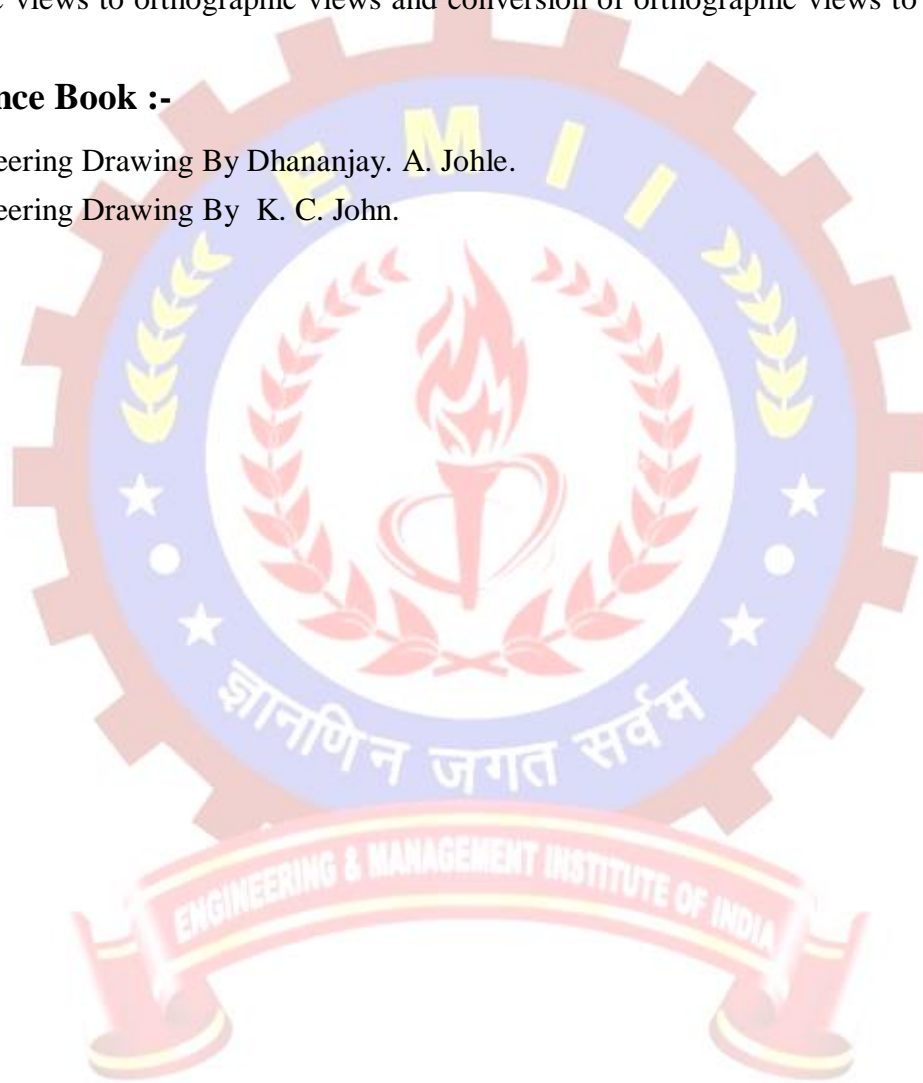 views to orthographic views and conversion of orthographic views to
nce Book :-
eering Drawing By Dhananjay. A. Johle.
eering Drawing By K. C. John.
E M I I
ज्ञानणिन जगत सर्वम
ENGINEERING & MANAGEMENT INSTITUTE OF INDIA